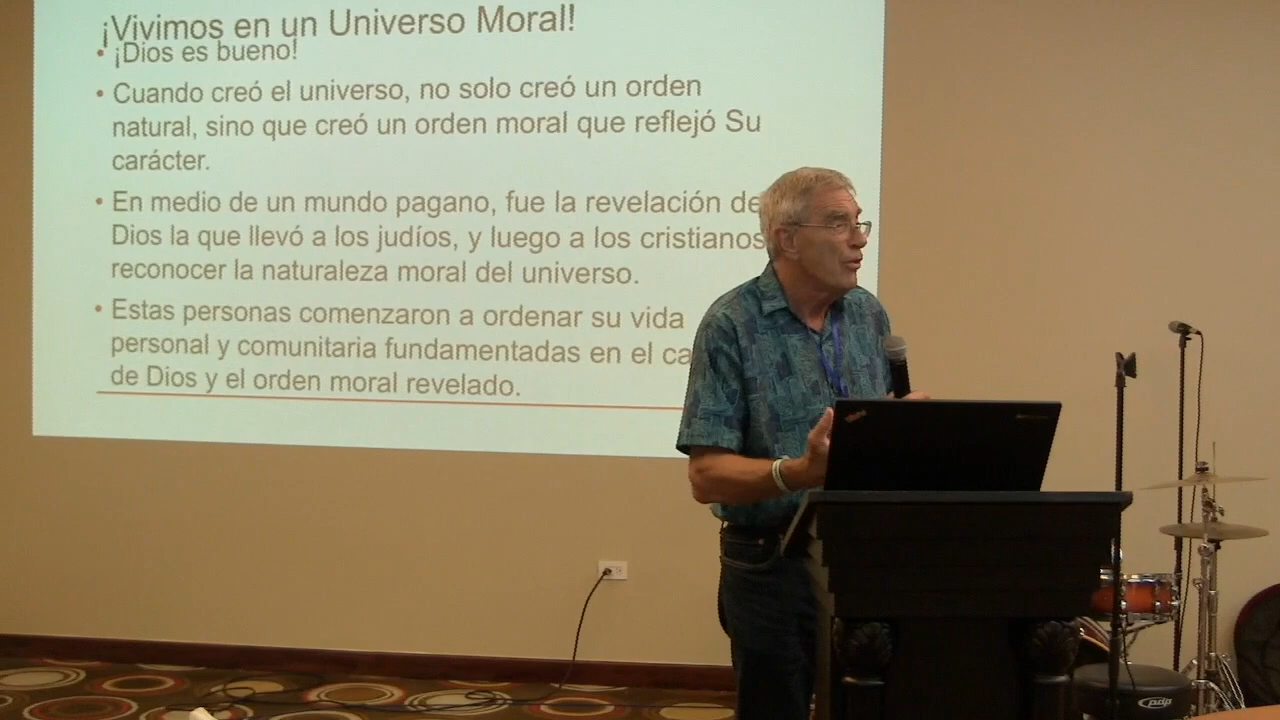 ¡Vivimos en un Universo Moral!
• ¡Dios es bueno!
• Cuando creó el universo, no solo creó un orden
natural, sino que creó un orden moral que reflejó Su
carácter.
• En medio de un mundo pagano, fue la revelación de
Dios la que llevó a los judíos, y luego a los cristianos
reconocer la naturaleza moral del universo.
• Estas personas comenzaron a ordenar su vida
personal y comunitaria fundamentadas en el ca
de Dios y el orden moral revelado.
ThinkPad
pdp